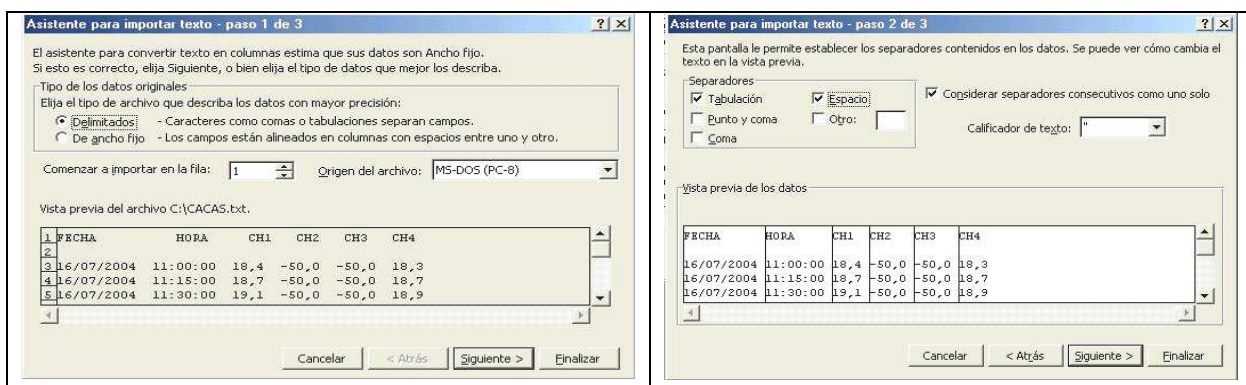 Asistente para importar texto - paso 1 de 3
El asistente para convertir texto en columnas estima que sus datos son Ancho fijo.
Si esto es correcto, elija Siguiente, o bien elija el tipo de datos que mejor los describa.
Tipo de los datos originales
Elija el tipo de archivo que describa los datos con mayor precisión:
Delimitados - Caracteres como comas o tabulaciones separan campos.
De ancho fijo - Los campos están alineados en columnas con espacios entre uno y otro.
Comenzar a importar en la fila: 1 Origen del archivo: MS-DOS (PC-8)
Vista previa del archivo C:\CACAS.txt.
1 FECHA HORA CH1 CH2 CH3 CH4
2
3 16/07/2004 11:00:00 18,4 -50,0 -50,0 18,3
4 16/07/2004 11:15:00 18,7 -50,0 -50,0 18,7
5 16/07/2004 11:30:00 19,1 -50,0 -50,0 18,9
Cancelar < Atrás Siguiente > Finalizar
Asistente para importar texto - paso 2 de 3
Esta pantalla le permite establecer los separadores contenidos en los datos. Se puede ver cómo cambia el
texto en la vista previa.
Separadores
Tabulación Espacio Considerar separadores consecutivos como uno solo
Punto y coma Otro: Calificador de texto: "
Coma
Vista previa de los datos
FECHA HORA CH1 CH2 CH3 CH4
16/07/2004 11:00:00 18,4 -50,0 -50,0 18,3
16/07/2004 11:15:00 18,7 -50,0 -50,0 18,7
16/07/2004 11:30:00 19,1 -50,0 -50,0 18,9
Cancelar < Atrás Siguiente > Finalizar